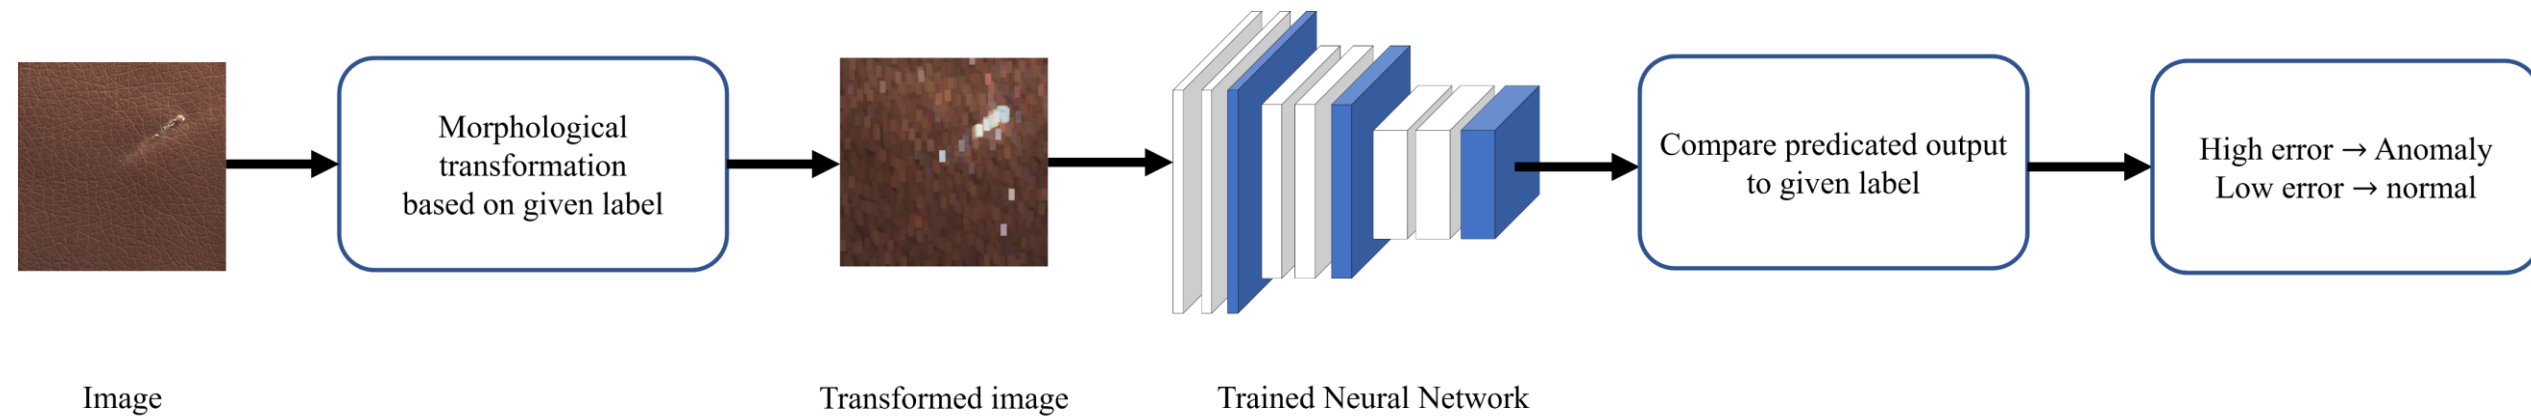 Morphological
transformation
based on given label
Compare predicated output
to given label
High error → Anomaly
Low error → normal
Image
Transformed image
Trained Neural Network